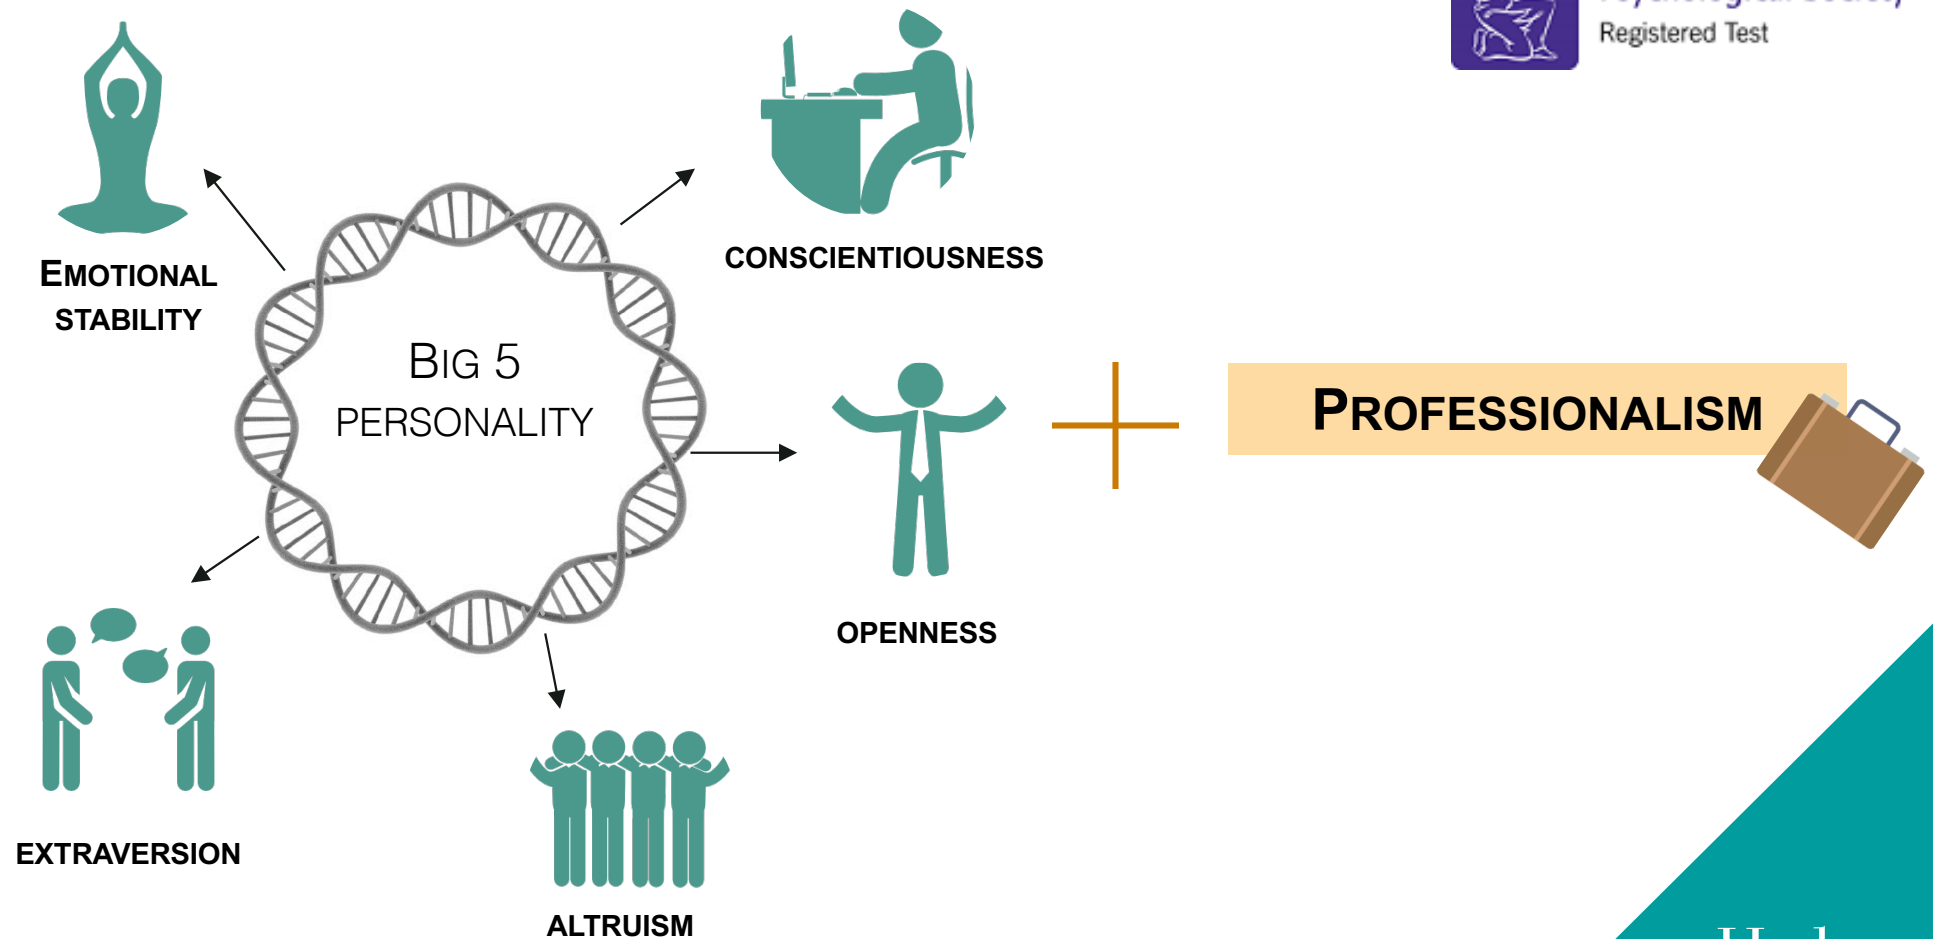 Registered Test
CONSCIENTIOUSNESS
EMOTIONAL
STABILITY
BIG 5
PERSONALITY
PROFESSIONALISM
OPENNESS
EXTRAVERSION
ALTRUISM